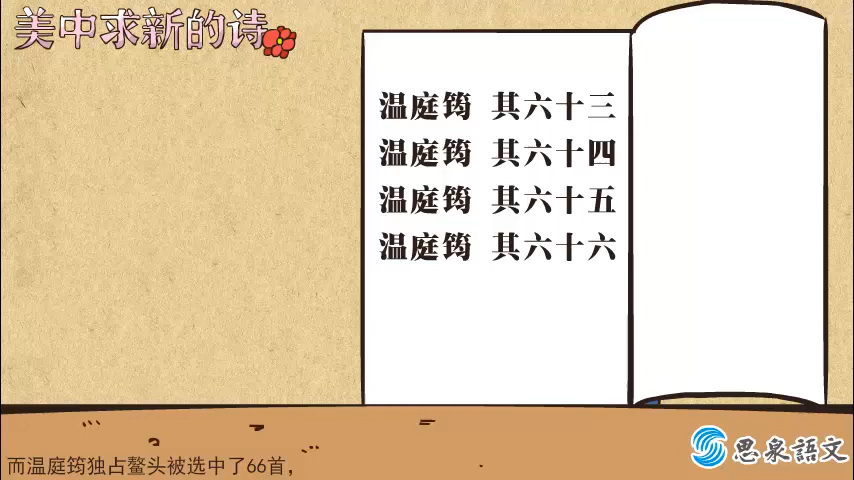 美中求新的诗
温庭筠 其六十三
温庭筠 其六十四
温庭筠 其六十五
温庭筠 其六十六
而温庭筠独占鳌头被选中了66首，
思泉語文